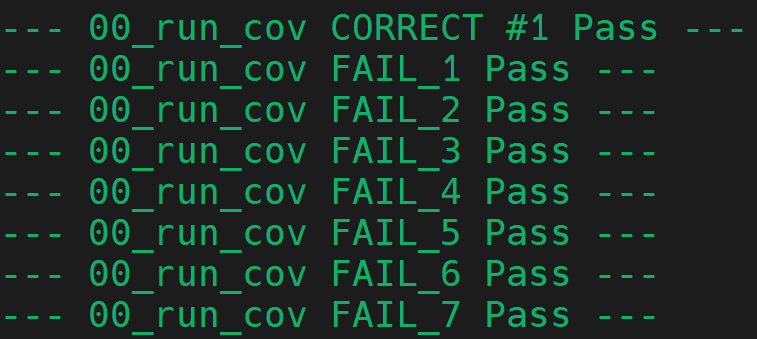 --- 00_run_cov CORRECT #1 Pass ---
--- 00_run_cov FAIL_1 Pass ---
--- 00_run_cov FAIL_2 Pass ---
--- 00_run_cov FAIL_3 Pass ---
--- 00_run_cov FAIL_4 Pass ---
--- 00_run_cov FAIL_5 Pass ---
--- 00_run_cov FAIL_6 Pass ---
--- 00_run_cov FAIL_7 Pass ---